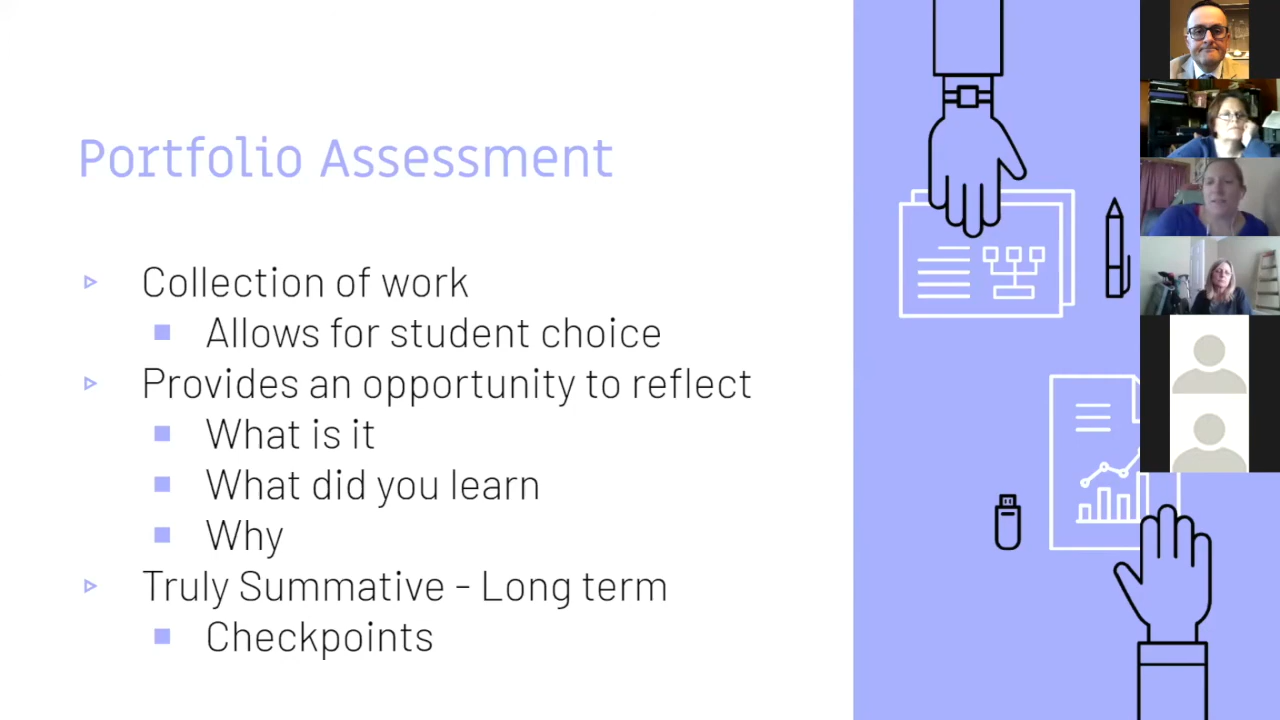 Portfolio Assessment
Collection of work
Allows for student choice
Provides an opportunity to reflect
What is it
What did you learn
Why
Truly Summative - Long term
Checkpoints